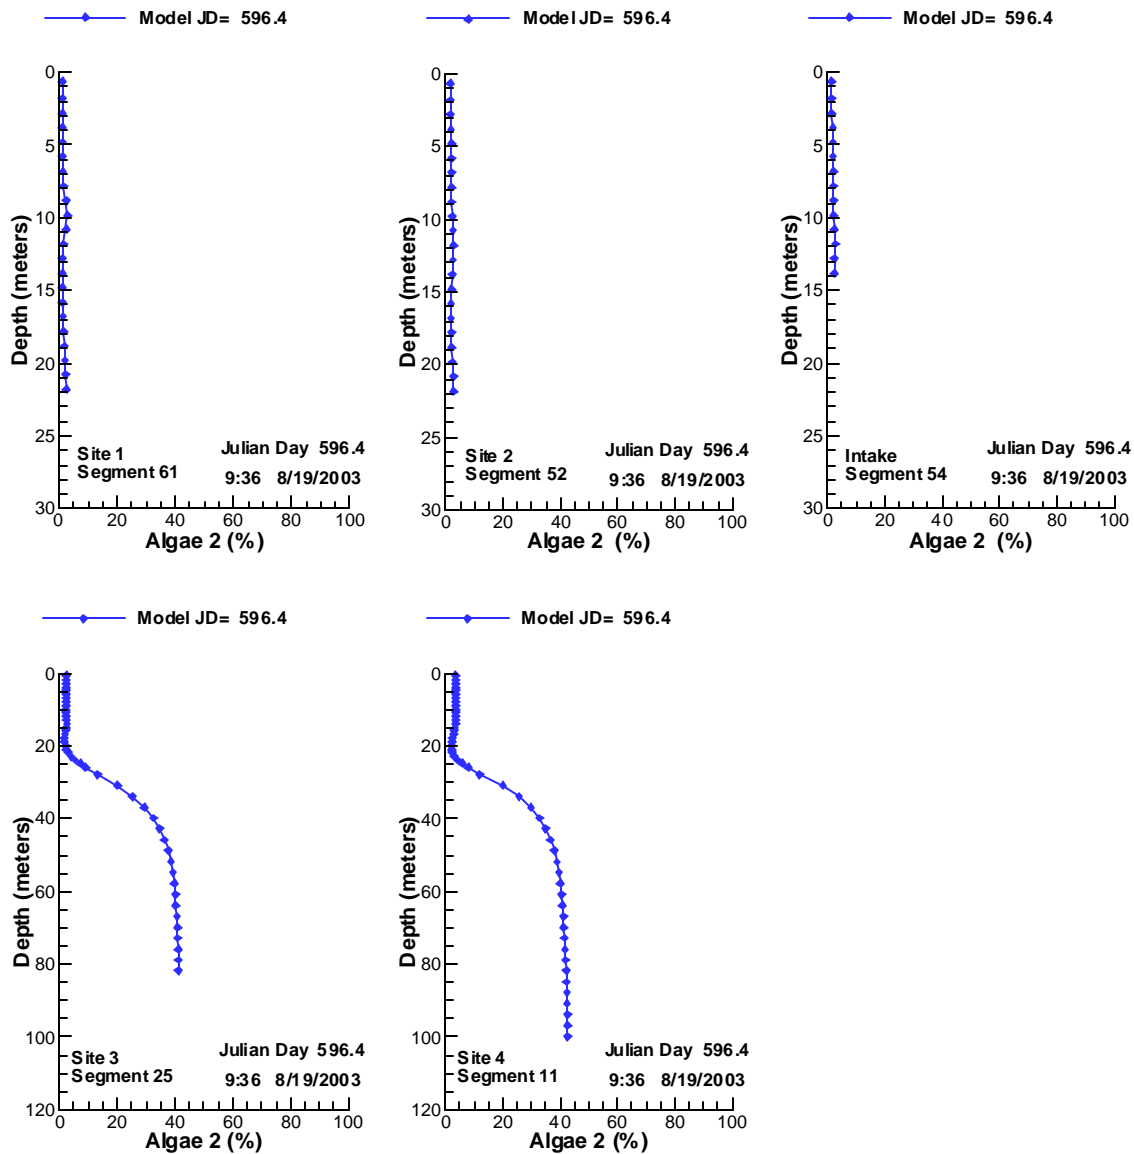 Model JD= 596.4
0
5
10
15
20
25
30
Depth (meters)
Site 1
Segment 61
Julian Day 596.4
9:36 8/19/2003
0 20 40 60 80 100
Algae 2 (%)
Model JD= 596.4
0
5
10
15
20
25
30
Depth (meters)
Site 2
Segment 52
Julian Day 596.4
9:36 8/19/2003
0 20 40 60 80 100
Algae 2 (%)
Model JD= 596.4
0
5
10
15
20
25
30
Depth (meters)
Intake
Segment 54
Julian Day 596.4
9:36 8/19/2003
0 20 40 60 80 100
Algae 2 (%)
Model JD= 596.4
0
20
40
60
80
100
120
Depth (meters)
Site 3
Segment 25
Julian Day 596.4
9:36 8/19/2003
0 20 40 60 80 100
Algae 2 (%)
Model JD= 596.4
0
20
40
60
80
100
120
Depth (meters)
Site 4
Segment 11
Julian Day 596.4
9:36 8/19/2003
0 20 40 60 80 100
Algae 2 (%)